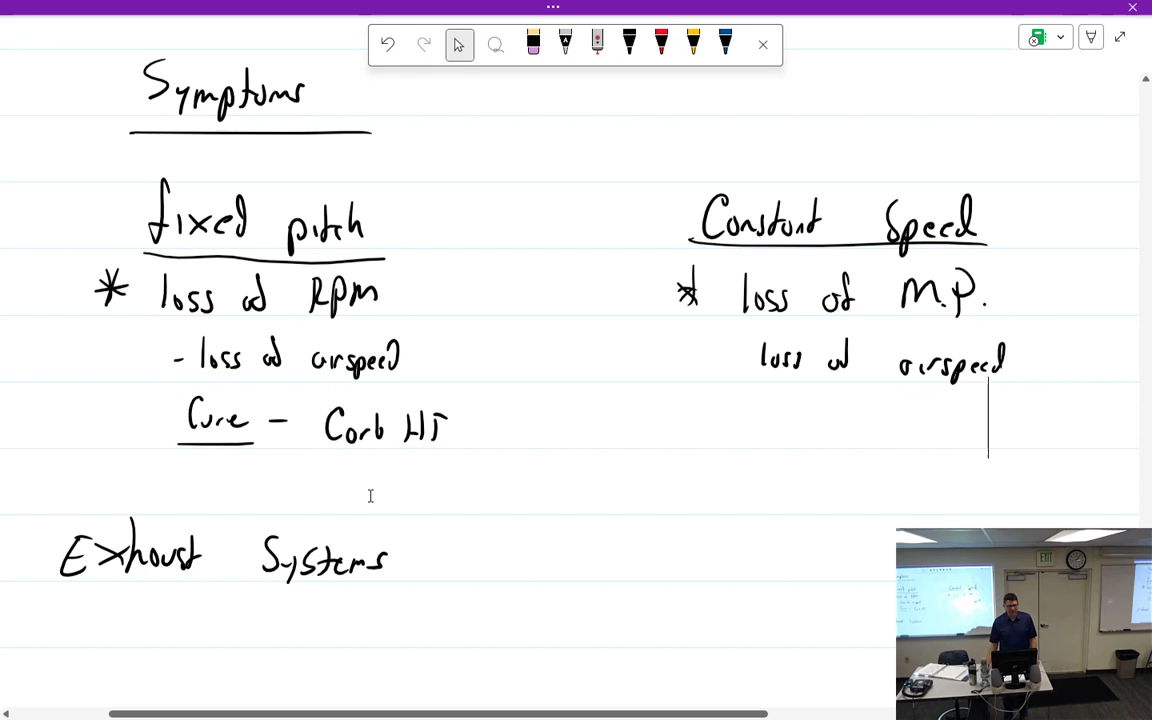 Symptoms
fixed pitch
* loss of RPM
- loss of airspeed
Cure - Carb HT
Constant Speed
* loss of M.P.
loss of airspeed
Exhaust Systems
EXIT